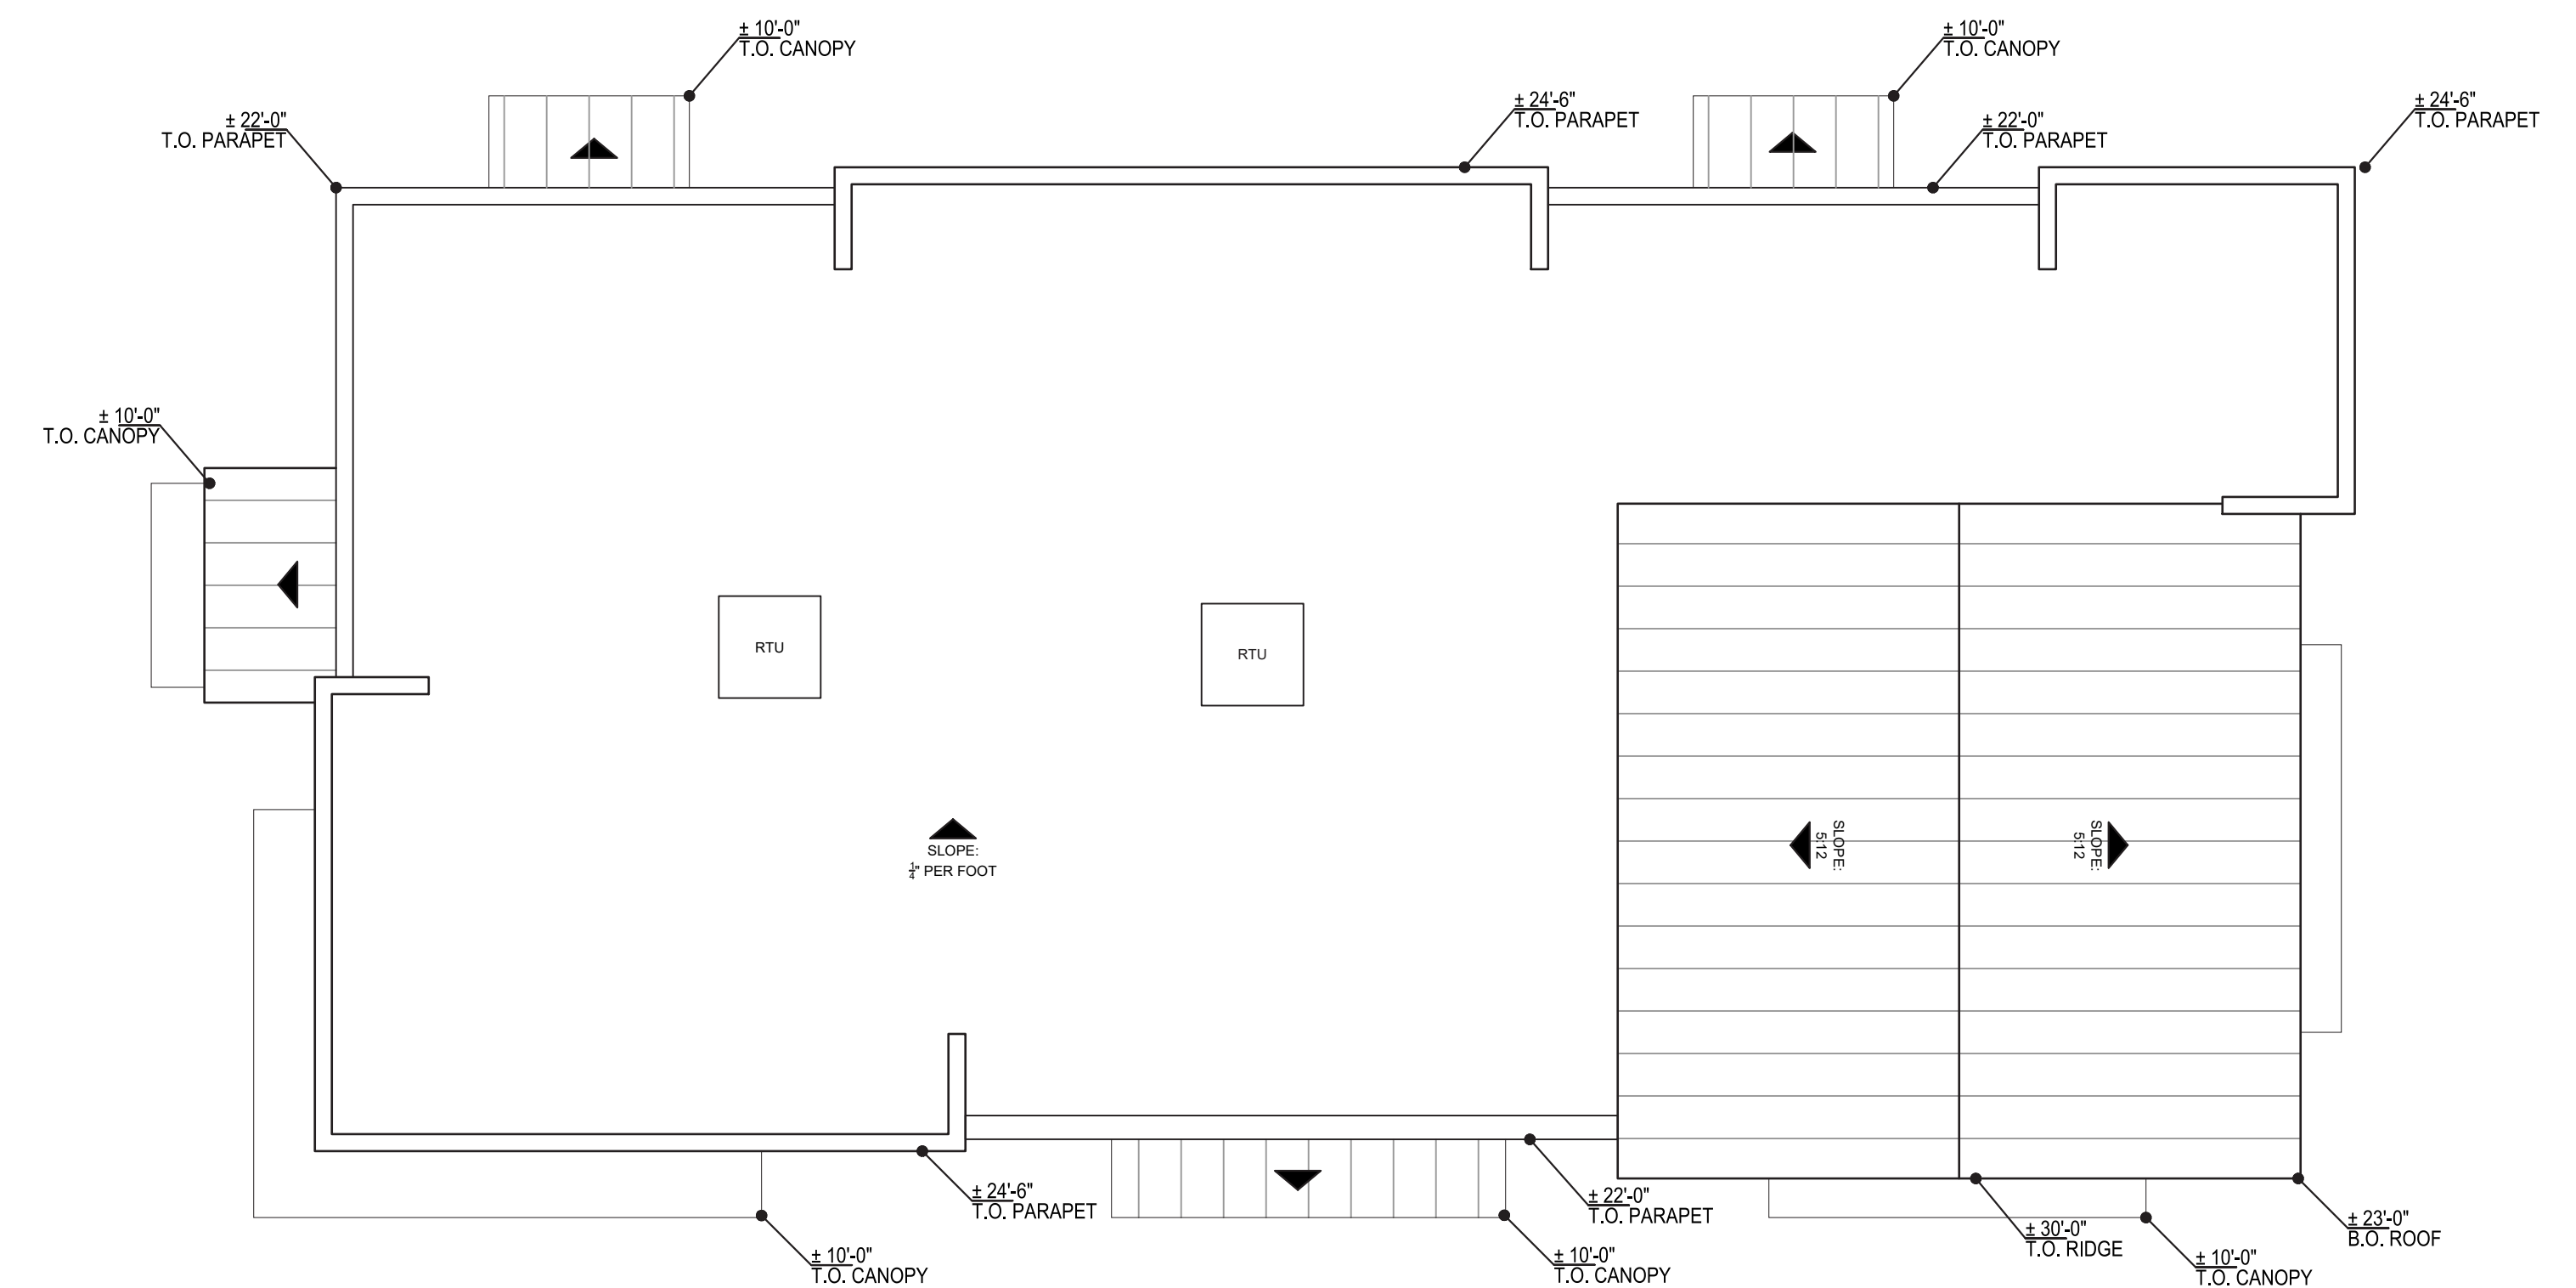 ± 10'-0"
T.O. CANOPY
± 10'-0"
T.O. CANOPY
± 22'-0"
T.O. PARAPET
± 24'-6"
T.O. PARAPET
± 22'-0"
T.O. PARAPET
± 24'-6"
T.O. PARAPET
± 10'-0"
T.O. CANOPY
RTU
RTU
SLOPE:
¼" PER FOOT
SLOPE:
5:12
SLOPE:
5:12
± 24'-6"
T.O. PARAPET
± 22'-0"
T.O. PARAPET
± 10'-0"
T.O. CANOPY
± 10'-0"
T.O. CANOPY
± 30'-0"
T.O. RIDGE
± 10'-0"
T.O. CANOPY
± 23'-0"
B.O. ROOF